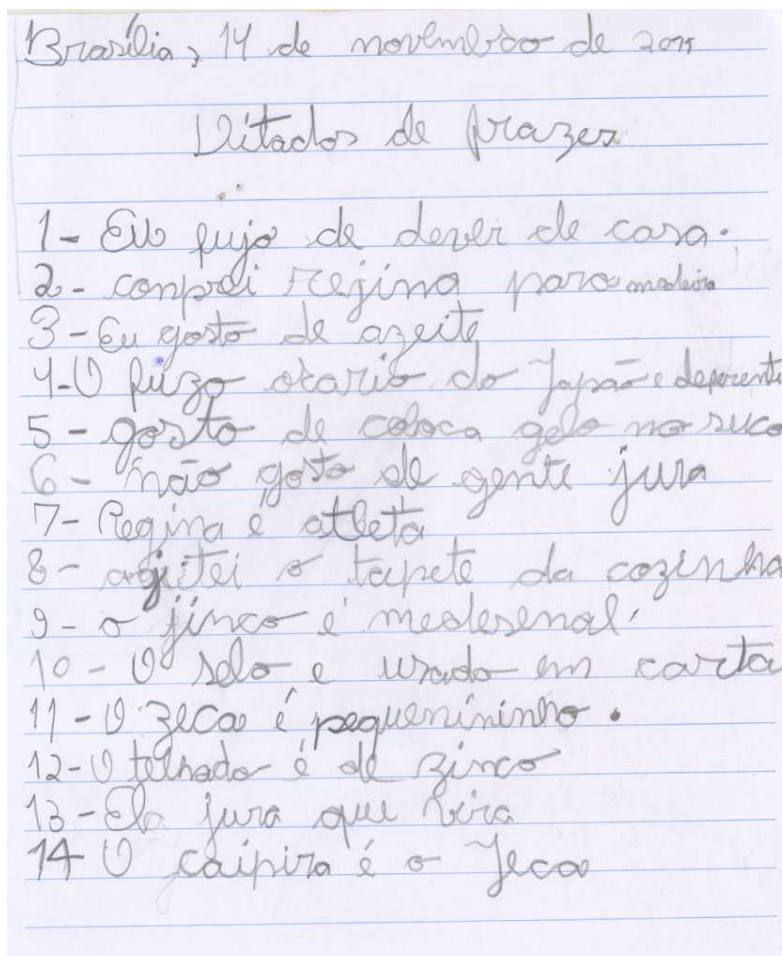 Brasília, 14 de novembro de 2011
Ditados de frazes
1- Eu fujo de dever de casa.
2- conprei rejina para madeira
3- Eu gosto de azeite
4- O fuzo orario do Japão e deferente
5- gosto de coloca gelo no suco
6- não gosto de gente jura
7- Regina é atleta
8- agitei o tapete da cozinha
9- o jinco é medesenal
10- O selo e usado em carta
11- O zeca é pequenininho.
12- O telhado é de zinco
13- Ela jura que vira
14 O caipira é o Jeca